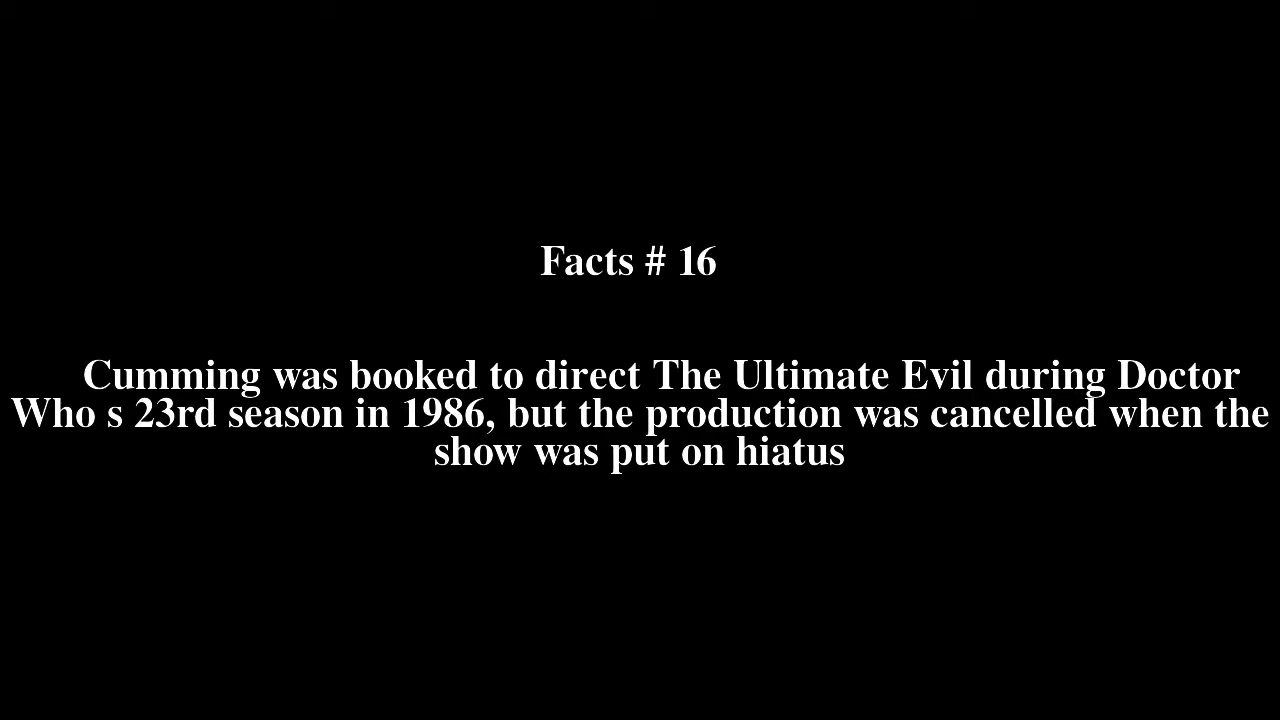 Facts # 16
Cumming was booked to direct The Ultimate Evil during Doctor
Who s 23rd season in 1986, but the production was cancelled when the
show was put on hiatus